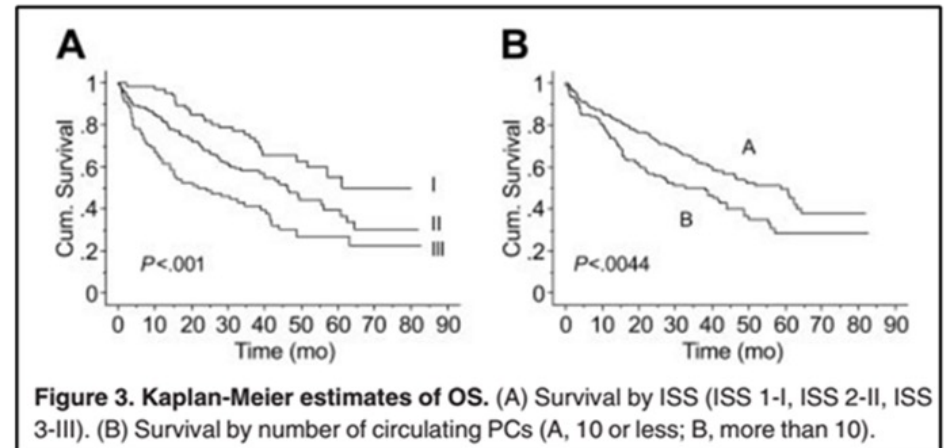 A
B
Cum. Survival
1
.8
.6
.4
.2
0
I
II
III
P<.001
0 10 20 30 40 50 60 70 80 90
Time (mo)
Cum. Survival
1
.8
.6
.4
.2
0
A
B
P<.0044
0 10 20 30 40 50 60 70 80 90
Time (mo)
Figure 3. Kaplan-Meier estimates of OS. (A) Survival by ISS (ISS 1-I, ISS 2-II, ISS
3-III). (B) Survival by number of circulating PCs (A, 10 or less; B, more than 10).